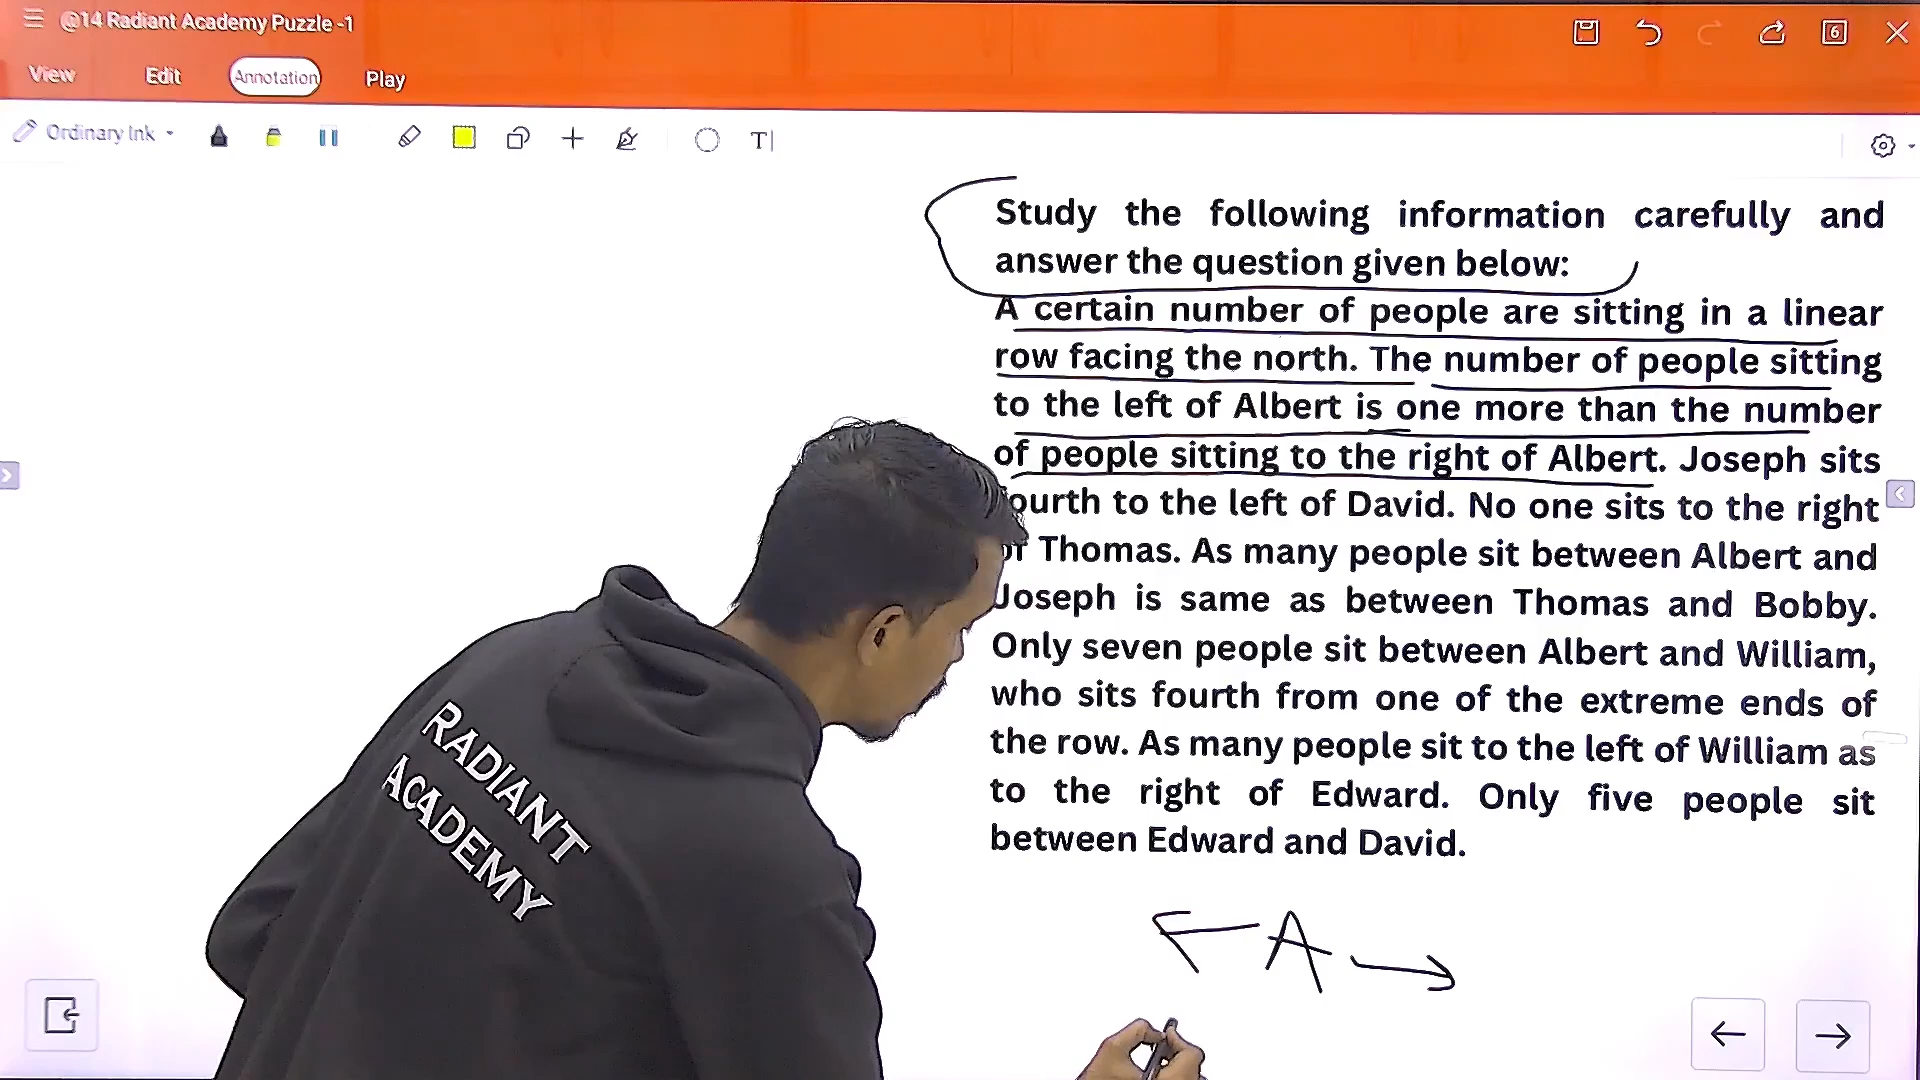 @14 Radiant Academy Puzzle -1
View Edit Annotation Play
Ordinary Ink
T|
6
Study the following information carefully and
answer the question given below:
A certain number of people are sitting in a linear
row facing the north. The number of people sitting
to the left of Albert is one more than the number
of people sitting to the right of Albert. Joseph sits
fourth to the left of David. No one sits to the right
of Thomas. As many people sit between Albert and
Joseph is same as between Thomas and Bobby.
Only seven people sit between Albert and William,
who sits fourth from one of the extreme ends of
the row. As many people sit to the left of William as
to the right of Edward. Only five people sit
between Edward and David.
A
RADIANT
ACADEMY